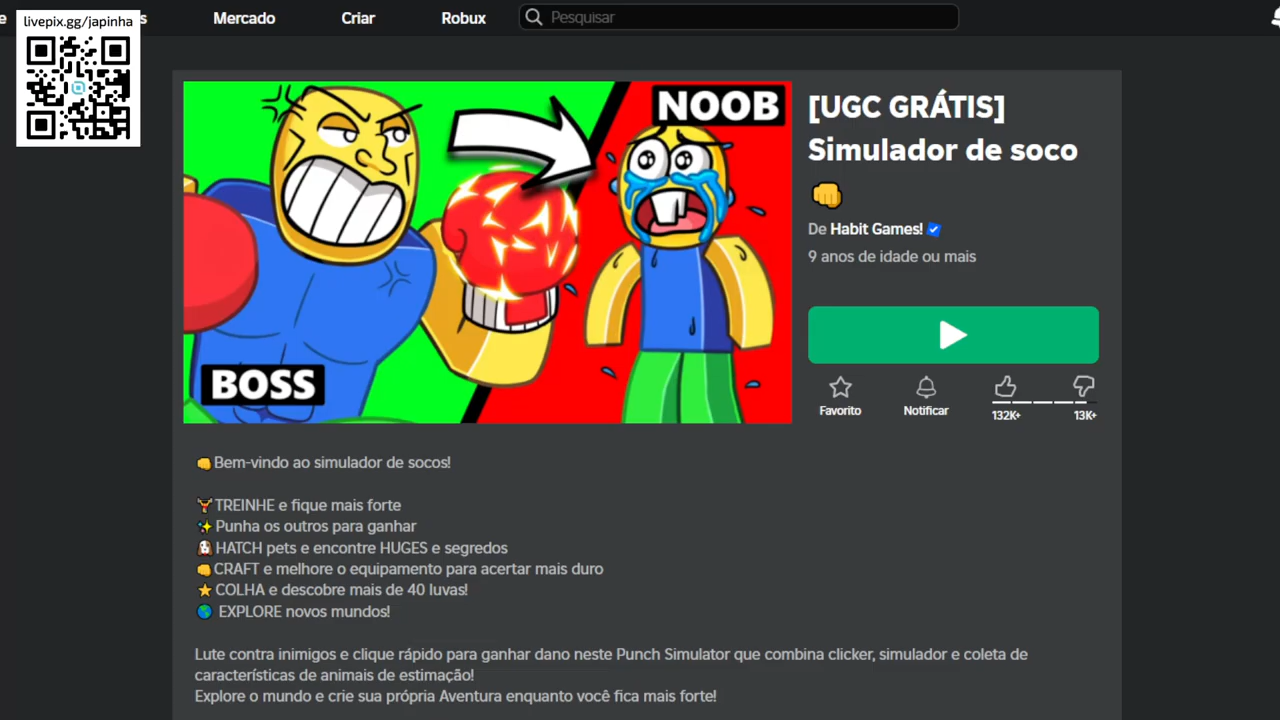 livepix.gg/japinha
Mercado
Criar
Robux
Pesquisar
BOSS
NOOB
[UGC GRÁTIS]
Simulador de soco
👊
De Habit Games!
9 anos de idade ou mais
Favorito
Notificar
132K+
13K+
👊Bem-vindo ao simulador de socos!
🏋️TREINHE e fique mais forte
✨Punha os outros para ganhar
🐶HATCH pets e encontre HUGES e segredos
👊CRAFT e melhore o equipamento para acertar mais duro
⭐COLHA e descobre mais de 40 luvas!
🌎 EXPLORE novos mundos!
Lute contra inimigos e clique rápido para ganhar dano neste Punch Simulator que combina clicker, simulador e coleta de
características de animais de estimação!
Explore o mundo e crie sua própria Aventura enquanto você fica mais forte!